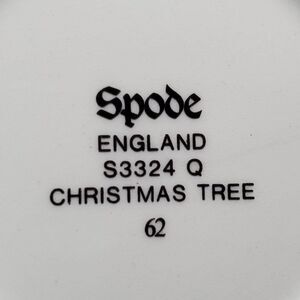 Spode
ENGLAND
S3324 Q
CHRISTMAS TREE
62